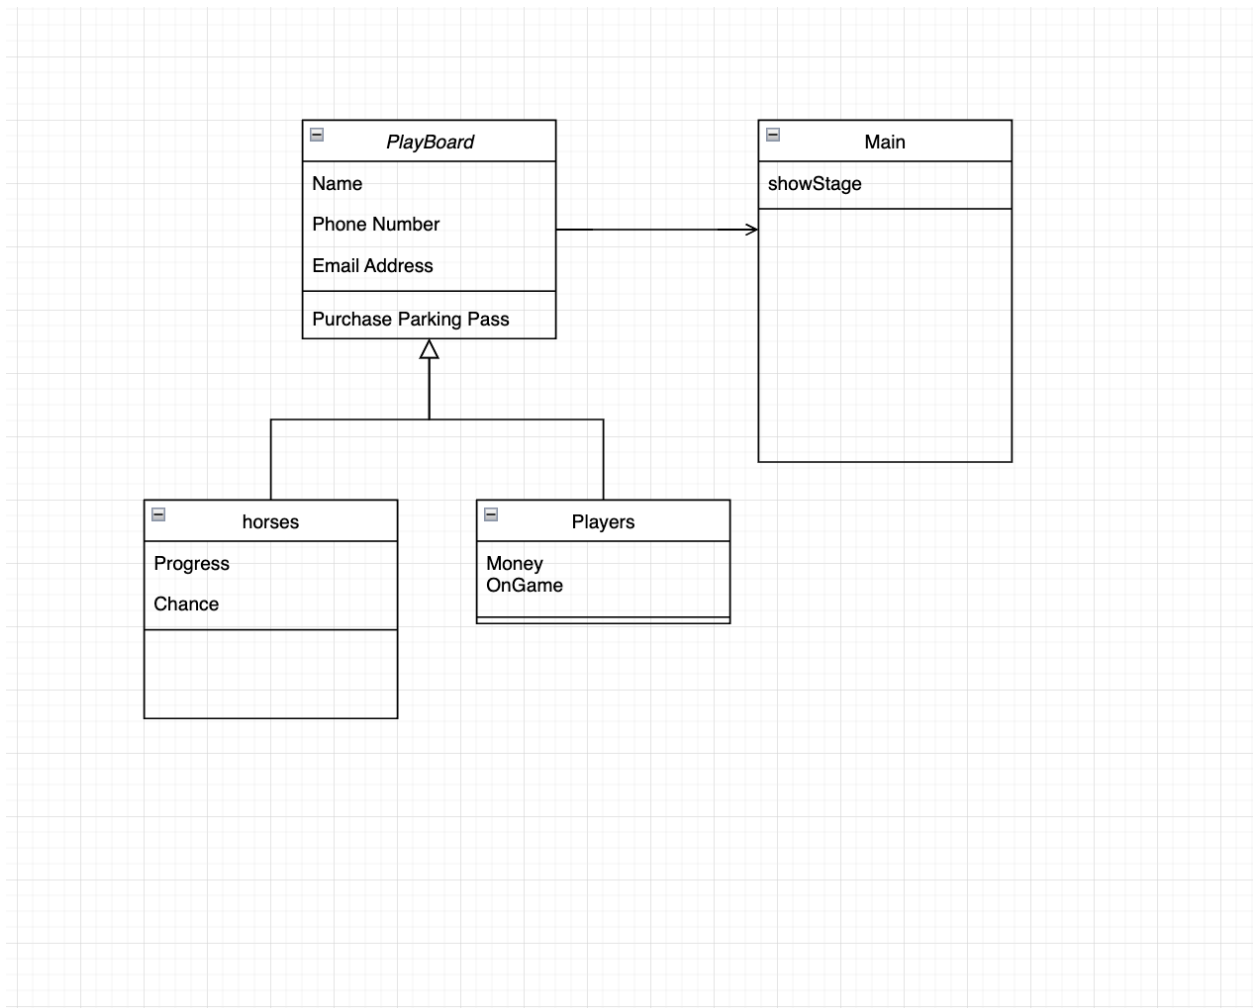 PlayBoard
Name
Phone Number
Email Address
Purchase Parking Pass
Main
showStage
horses
Progress
Chance
Players
Money
OnGame